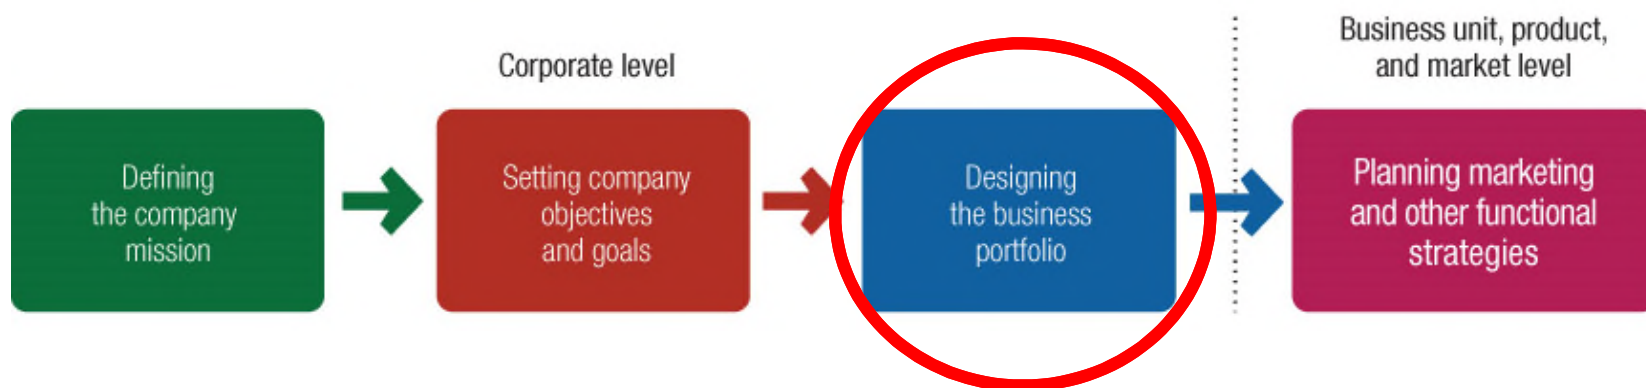 Corporate level
Business unit, product,
and market level
Defining
the company
mission
Setting company
objectives
and goals
Designing
the business
portfolio
Planning marketing
and other functional
strategies